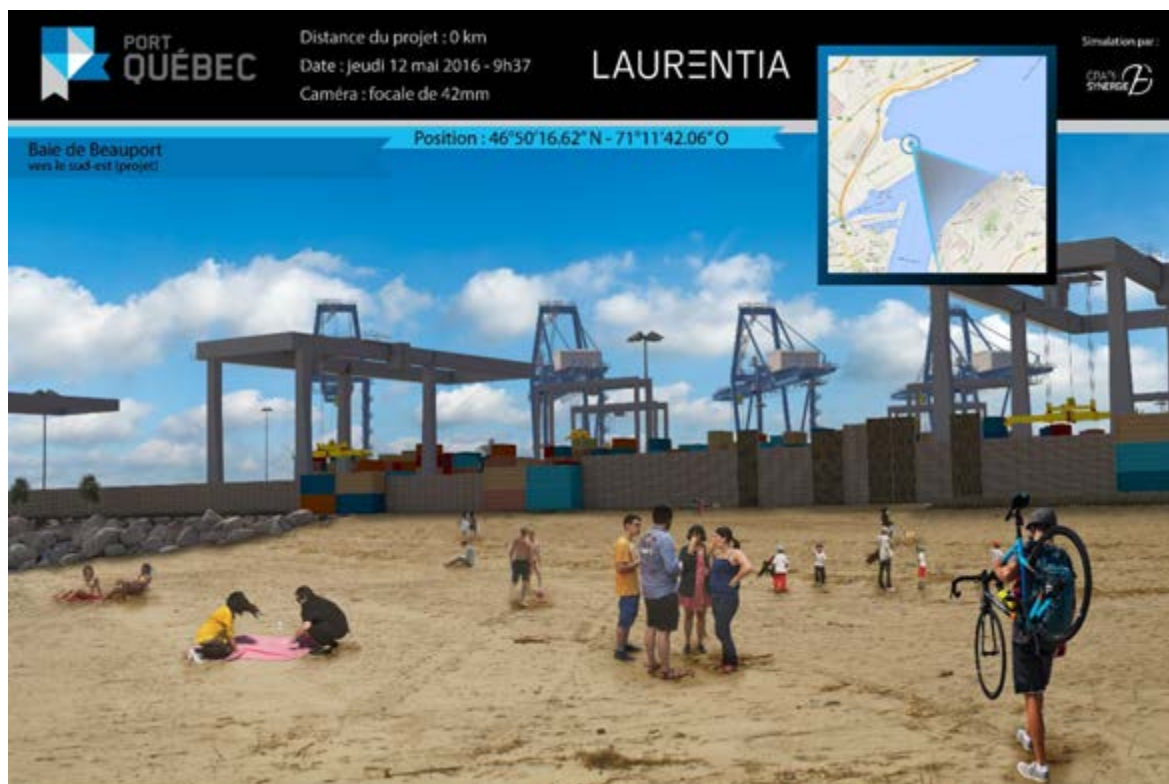 PORT
QUÉBEC
Distance du projet : 0 km
Date : jeudi 12 mai 2016 - 9h37
Caméra : focale de 42mm
LAURENTIA
Simulation par :
SYNERGIE
Position : 46°50'16.62" N - 71°11'42.06" O
Baie de Beauport
vers le sud-est (projet)